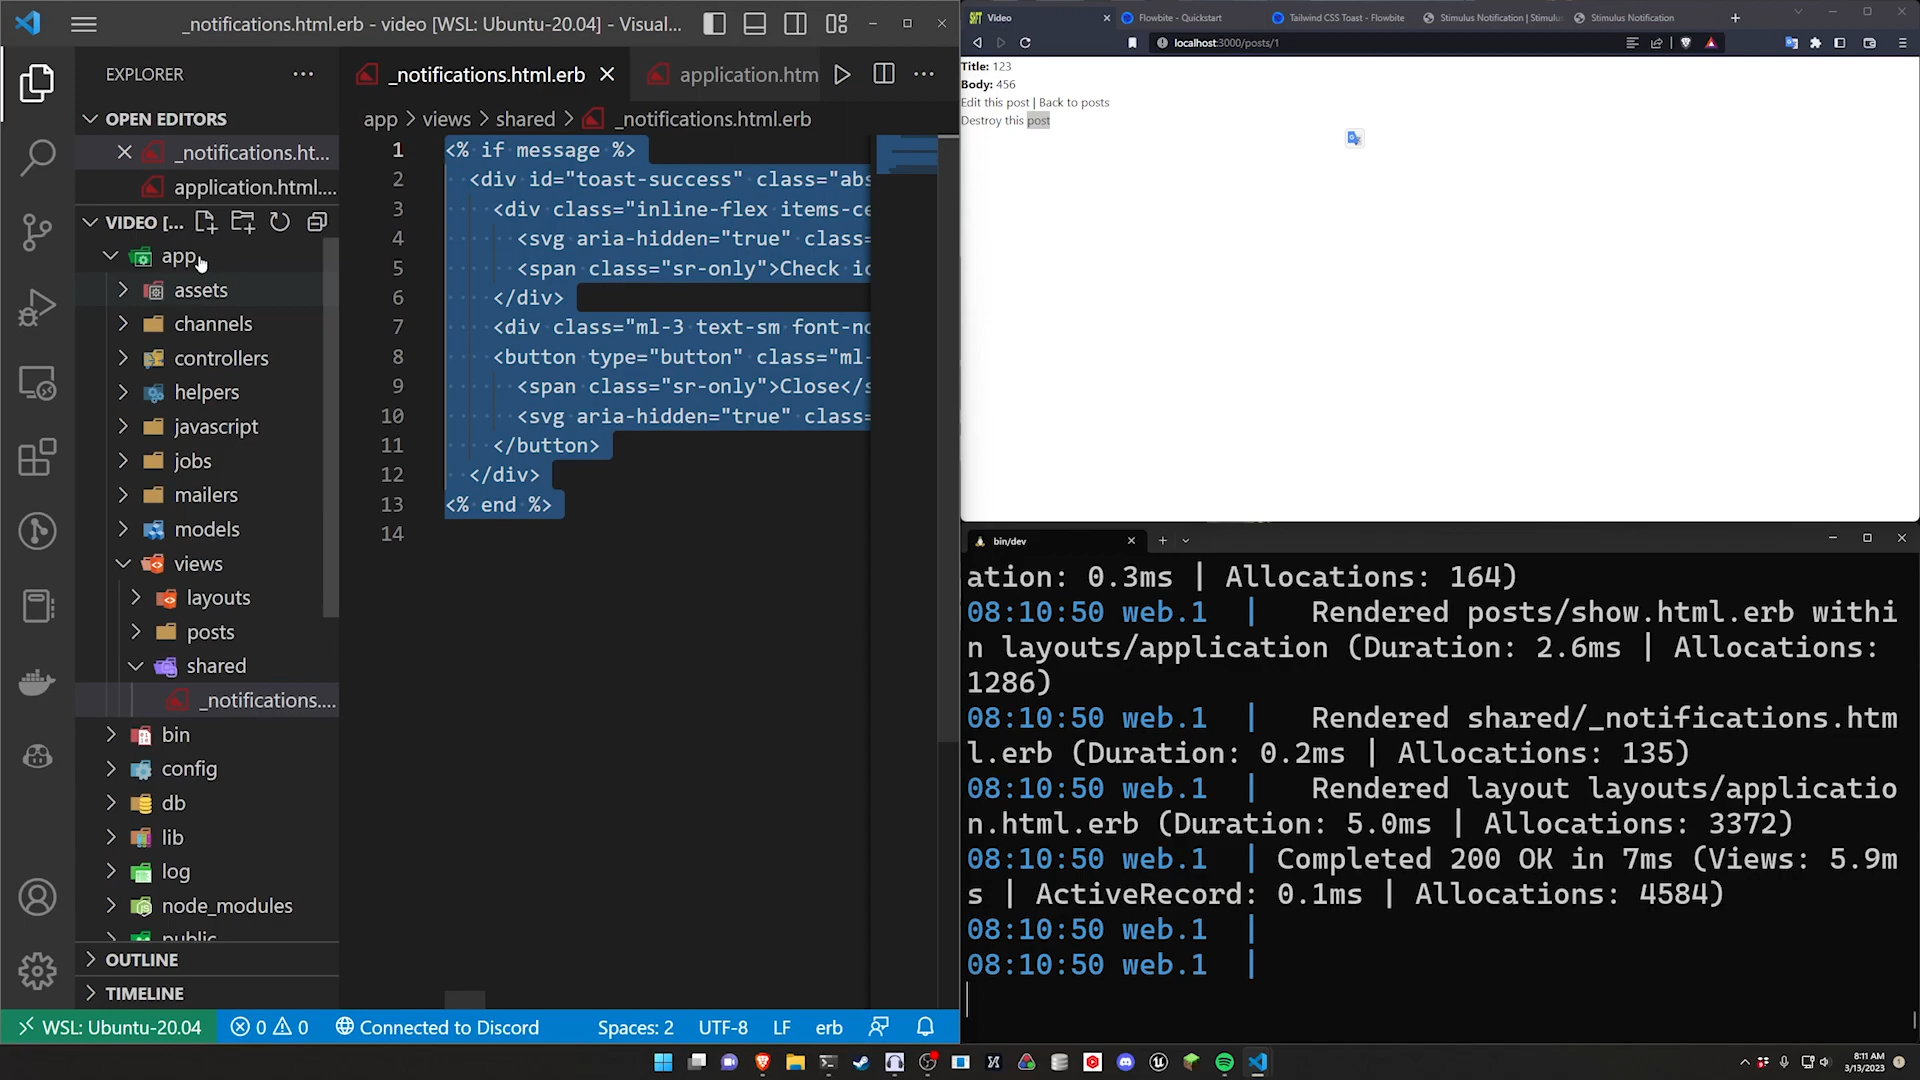 _notifications.html.erb - video [WSL: Ubuntu-20.04] - Visual...
EXPLORER
OPEN EDITORS
_notifications.ht...
application.html....
VIDEO [...
app
assets
channels
controllers
helpers
javascript
jobs
mailers
models
views
layouts
posts
shared
_notifications....
bin
config
db
lib
log
node_modules
public
OUTLINE
TIMELINE
_notifications.html.erb
application.htm
app > views > shared > _notifications.html.erb
1 <% if message %>
2 <div id="toast-success" class="abs
3 <div class="inline-flex items-ce
4 <svg aria-hidden="true" class=
5 <span class="sr-only">Check ic
6 </div>
7 <div class="ml-3 text-sm font-no
8 <button type="button" class="ml-
9 <span class="sr-only">Close</s
10 <svg aria-hidden="true" class=
11 </button>
12 </div>
13 <% end %>
14
WSL: Ubuntu-20.04 0 0 Connected to Discord Spaces: 2 UTF-8 LF erb
Video Flowbite - Quickstart Tailwind CSS Toast - Flowbite Stimulus Notification | Stimulus Stimulus Notification
localhost:3000/posts/1
Title: 123
Body: 456
Edit this post | Back to posts
Destroy this post
bin/dev
ation: 0.3ms | Allocations: 164)
08:10:50 web.1 | Rendered posts/show.html.erb withi
n layouts/application (Duration: 2.6ms | Allocations:
1286)
08:10:50 web.1 | Rendered shared/_notifications.htm
l.erb (Duration: 0.2ms | Allocations: 135)
08:10:50 web.1 | Rendered layout layouts/applicatio
n.html.erb (Duration: 5.0ms | Allocations: 3372)
08:10:50 web.1 | Completed 200 OK in 7ms (Views: 5.9m
s | ActiveRecord: 0.1ms | Allocations: 4584)
08:10:50 web.1 |
08:10:50 web.1 |
8:11 AM
3/13/2023